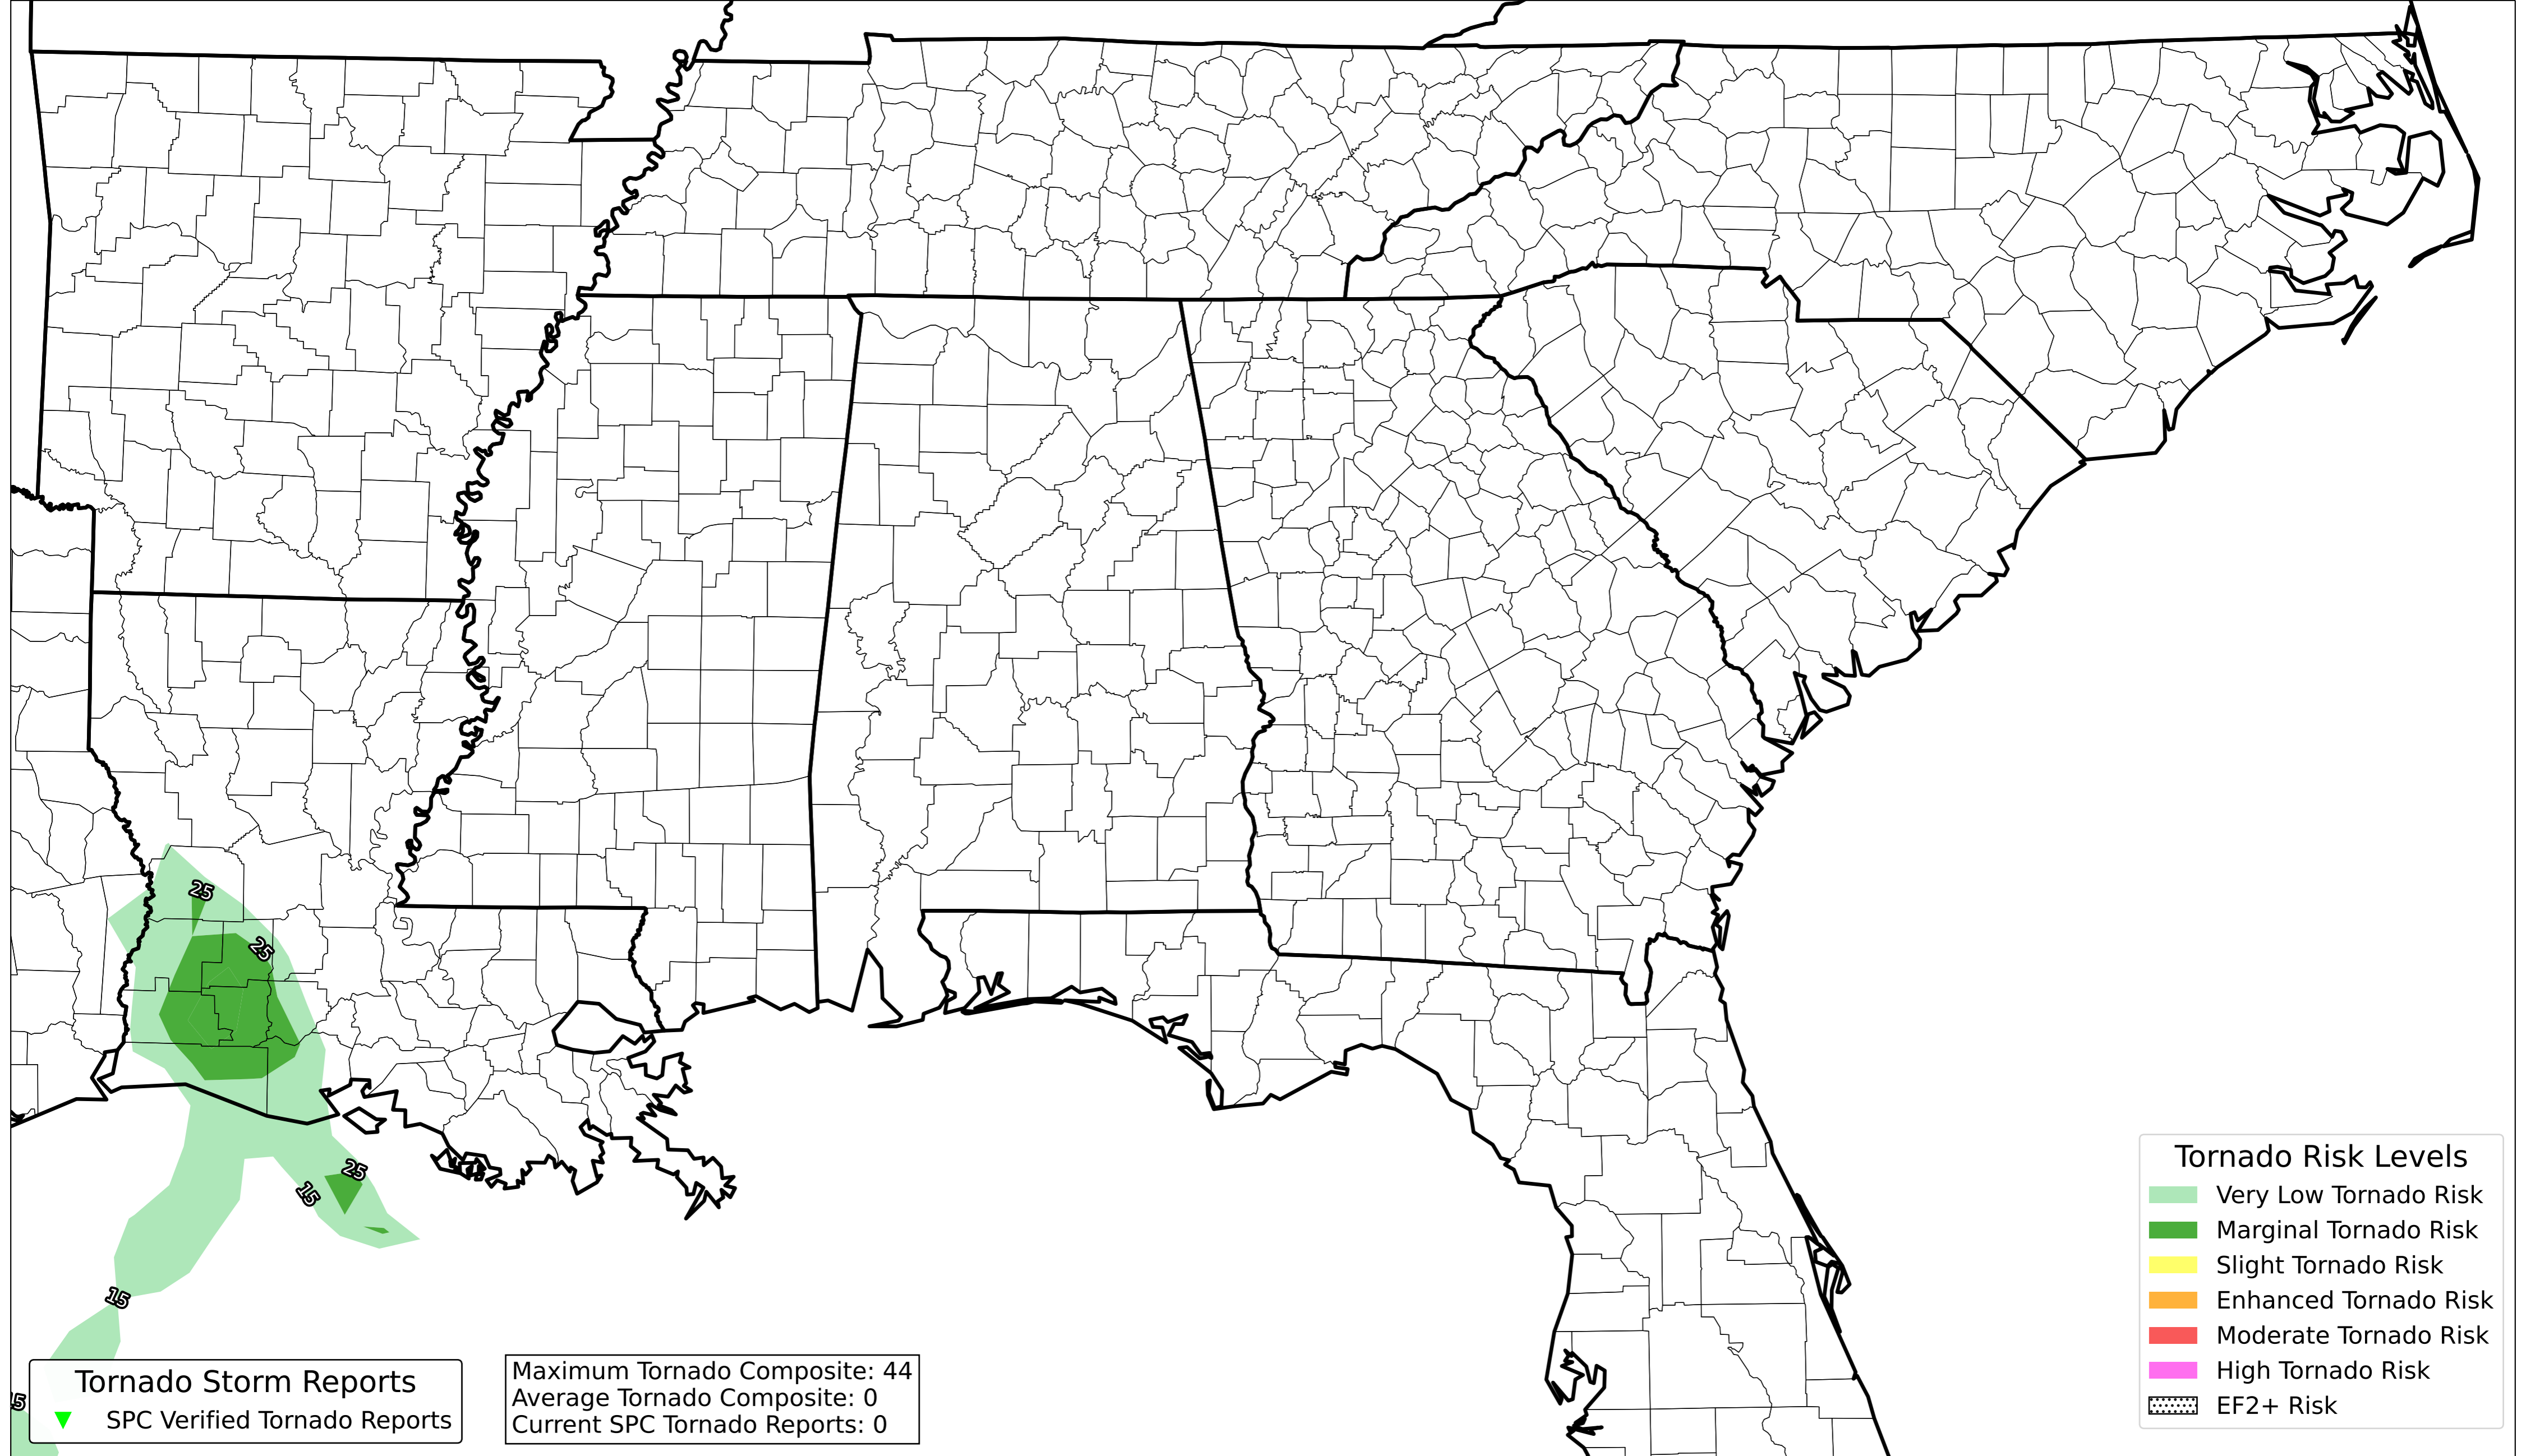 25
25
25
15
15
15
Tornado Storm Reports
SPC Verified Tornado Reports
Maximum Tornado Composite: 44
Average Tornado Composite: 0
Current SPC Tornado Reports: 0
Tornado Risk Levels
Very Low Tornado Risk
Marginal Tornado Risk
Slight Tornado Risk
Enhanced Tornado Risk
Moderate Tornado Risk
High Tornado Risk
EF2+ Risk